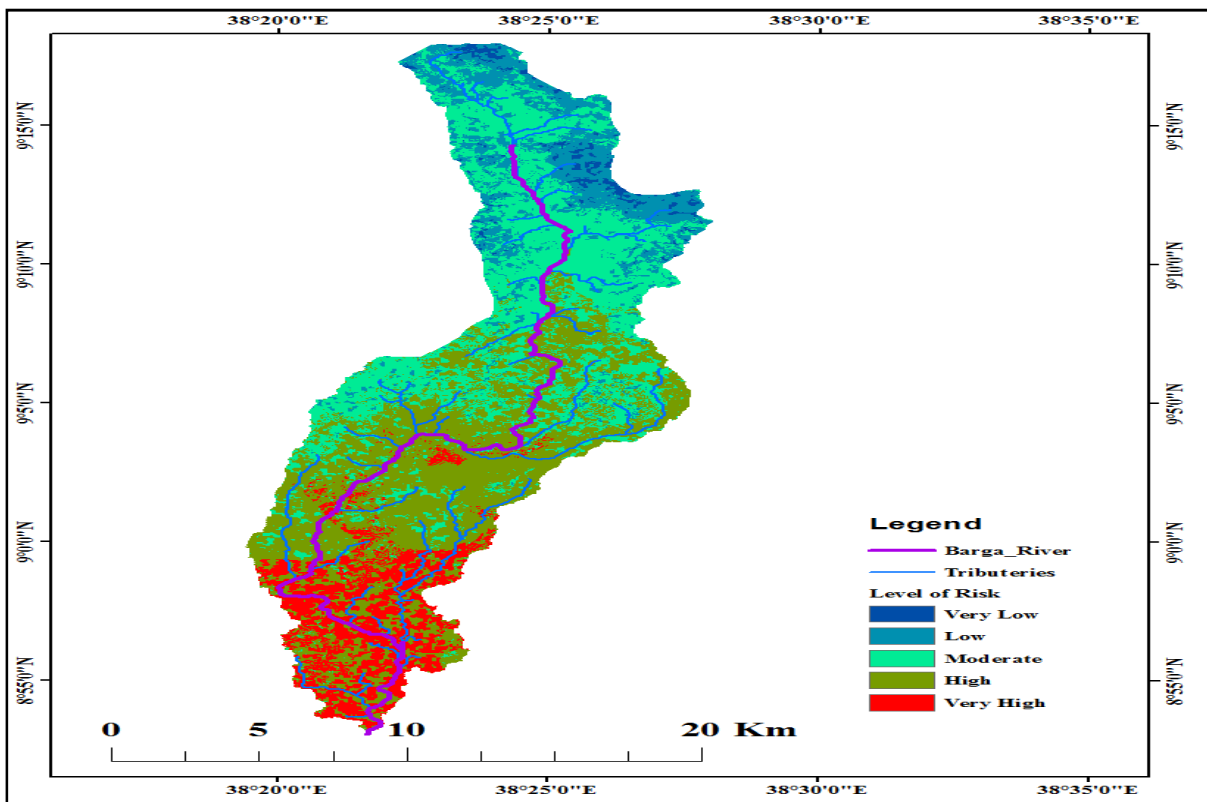 38°20'0"E 38°25'0"E 38°30'0"E 38°35'0"E
9°15'0"N 9°15'0"N
9°10'0"N 9°10'0"N
9°5'0"N 9°5'0"N
9°0'0"N 9°0'0"N
8°55'0"N 8°55'0"N
Legend
Barga_River
Tributeries
Level of Risk
Very Low
Low
Moderate
High
Very High
0 5 10 20 Km
38°20'0"E 38°25'0"E 38°30'0"E 38°35'0"E